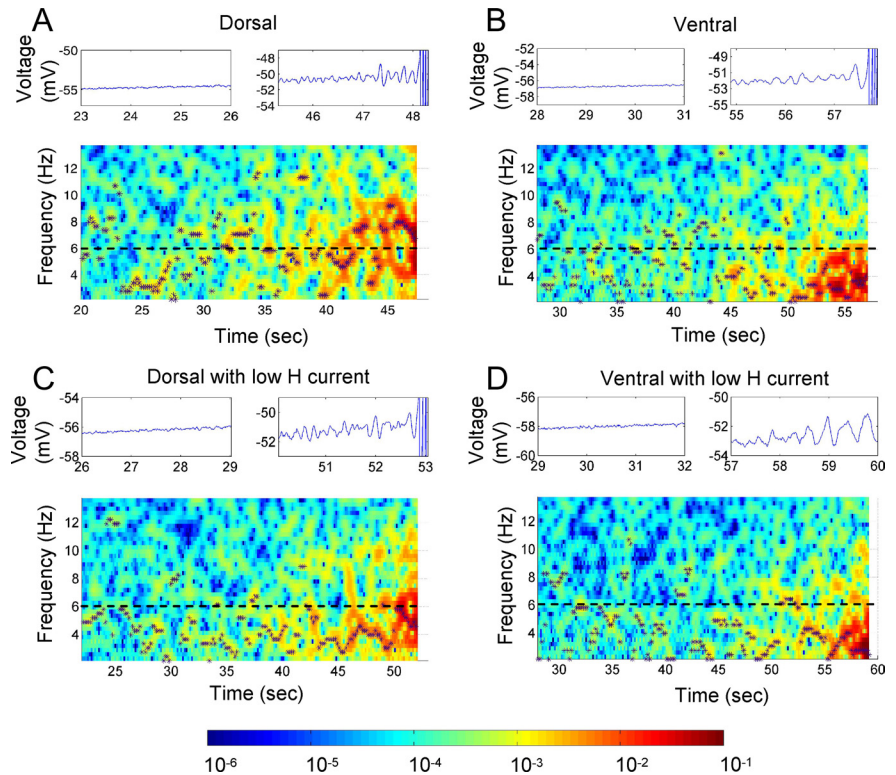 A
Dorsal
B
Ventral
Voltage
(mV)
-50
-55
23 24 25 26
-48
-50
-52
-54
46 47 48
Voltage
(mV)
-52
-54
-56
-58
28 29 30 31
-49
-51
-53
-55
55 56 57
Frequency (Hz)
12
10
8
6
4
20 25 30 35 40 45
Time (sec)
Frequency (Hz)
12
10
8
6
4
30 35 40 45 50 55
Time (sec)
C
Dorsal with low H current
D
Ventral with low H current
Voltage
(mV)
-54
-56
-58
26 27 28 29
-50
-52
51 52 53
Voltage
(mV)
-56
-58
-60
29 30 31 32
-50
-52
-54
57 58 59 60
Frequency (Hz)
12
10
8
6
4
25 30 35 40 45 50
Time (sec)
Frequency (Hz)
12
10
8
6
4
30 35 40 45 50 55 60
Time (sec)
10⁻⁶ 10⁻⁵ 10⁻⁴ 10⁻³ 10⁻² 10⁻¹